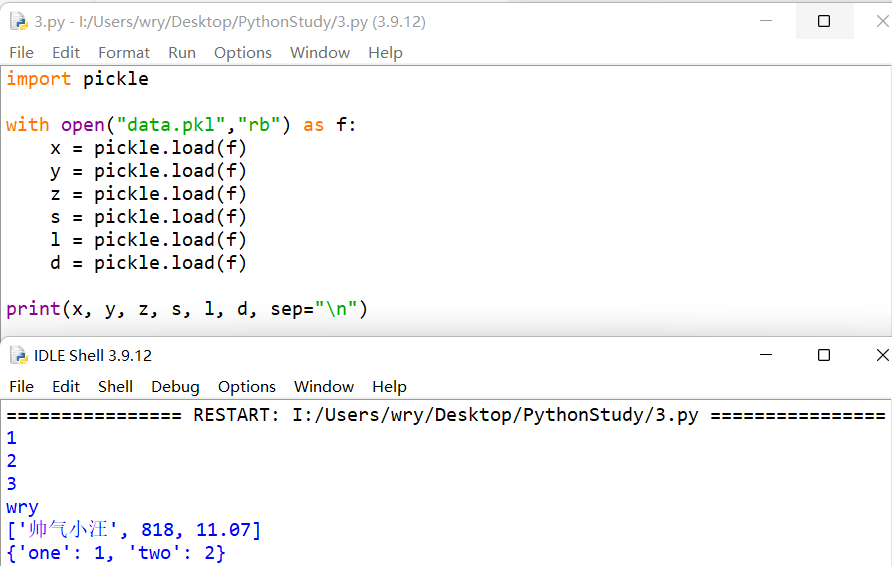 3.py - I:/Users/wry/Desktop/PythonStudy/3.py (3.9.12)
File Edit Format Run Options Window Help
import pickle
with open("data.pkl","rb") as f:
    x = pickle.load(f)
    y = pickle.load(f)
    z = pickle.load(f)
    s = pickle.load(f)
    l = pickle.load(f)
    d = pickle.load(f)
print(x, y, z, s, l, d, sep="\n")
IDLE Shell 3.9.12
File Edit Shell Debug Options Window Help
================ RESTART: I:/Users/wry/Desktop/PythonStudy/3.py ================
1
2
3
wry
['帅气小汪', 818, 11.07]
{'one': 1, 'two': 2}